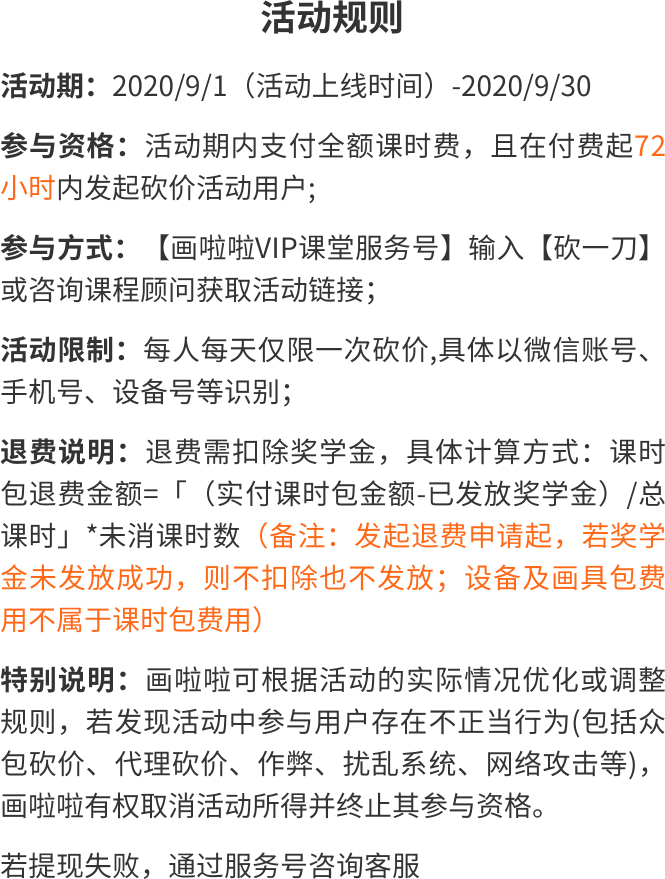 活动规则
活动期：2020/9/1（活动上线时间）-2020/9/30
参与资格：活动期内支付全额课时费，且在付费起72
小时内发起砍价活动用户;
参与方式：【画啦啦VIP课堂服务号】输入【砍一刀】
或咨询课程顾问获取活动链接；
活动限制：每人每天仅限一次砍价,具体以微信账号、
手机号、设备号等识别；
退费说明：退费需扣除奖学金，具体计算方式：课时
包退费金额=「（实付课时包金额-已发放奖学金）/总
课时」*未消课时数（备注：发起退费申请起，若奖学
金未发放成功，则不扣除也不发放；设备及画具包费
用不属于课时包费用）
特别说明：画啦啦可根据活动的实际情况优化或调整
规则，若发现活动中参与用户存在不正当行为(包括众
包砍价、代理砍价、作弊、扰乱系统、网络攻击等)，
画啦啦有权取消活动所得并终止其参与资格。
若提现失败，通过服务号咨询客服